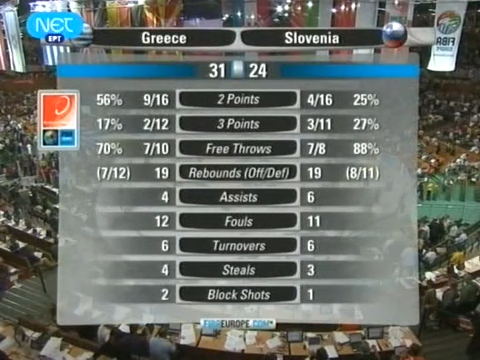 NET
EPT
Greece Slovenia
FIBA
31 24
56% 9/16 2 Points 4/16 25%
17% 2/12 3 Points 3/11 27%
70% 7/10 Free Throws 7/8 88%
(7/12) 19 Rebounds (Off/Def) 19 (8/11)
4 Assists 6
12 Fouls 11
6 Turnovers 6
4 Steals 3
2 Block Shots 1
FIBAEUROPE.COM